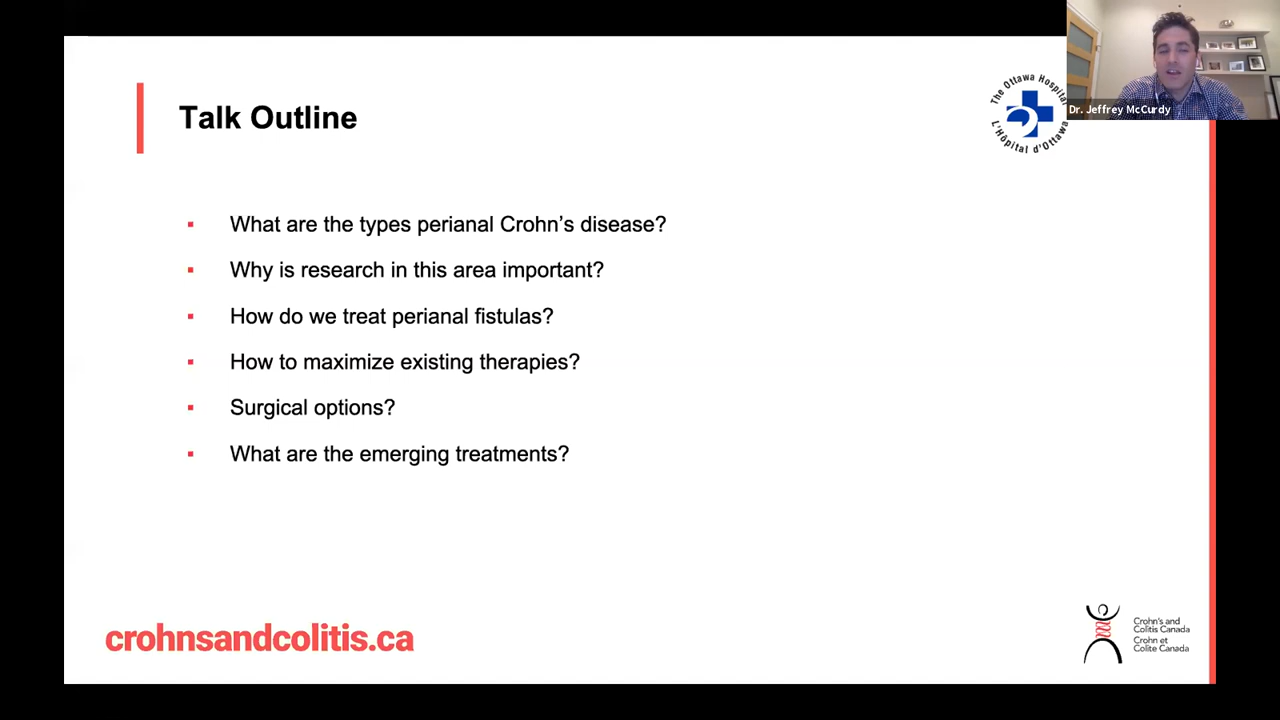 Talk Outline
The Ottawa Hospital
L'Hôpital d'Ottawa
Dr. Jeffrey McCurdy
What are the types perianal Crohn's disease?
Why is research in this area important?
How do we treat perianal fistulas?
How to maximize existing therapies?
Surgical options?
What are the emerging treatments?
crohnsandcolitis.ca
Crohn's and
Colitis Canada
Crohn et
Colite Canada